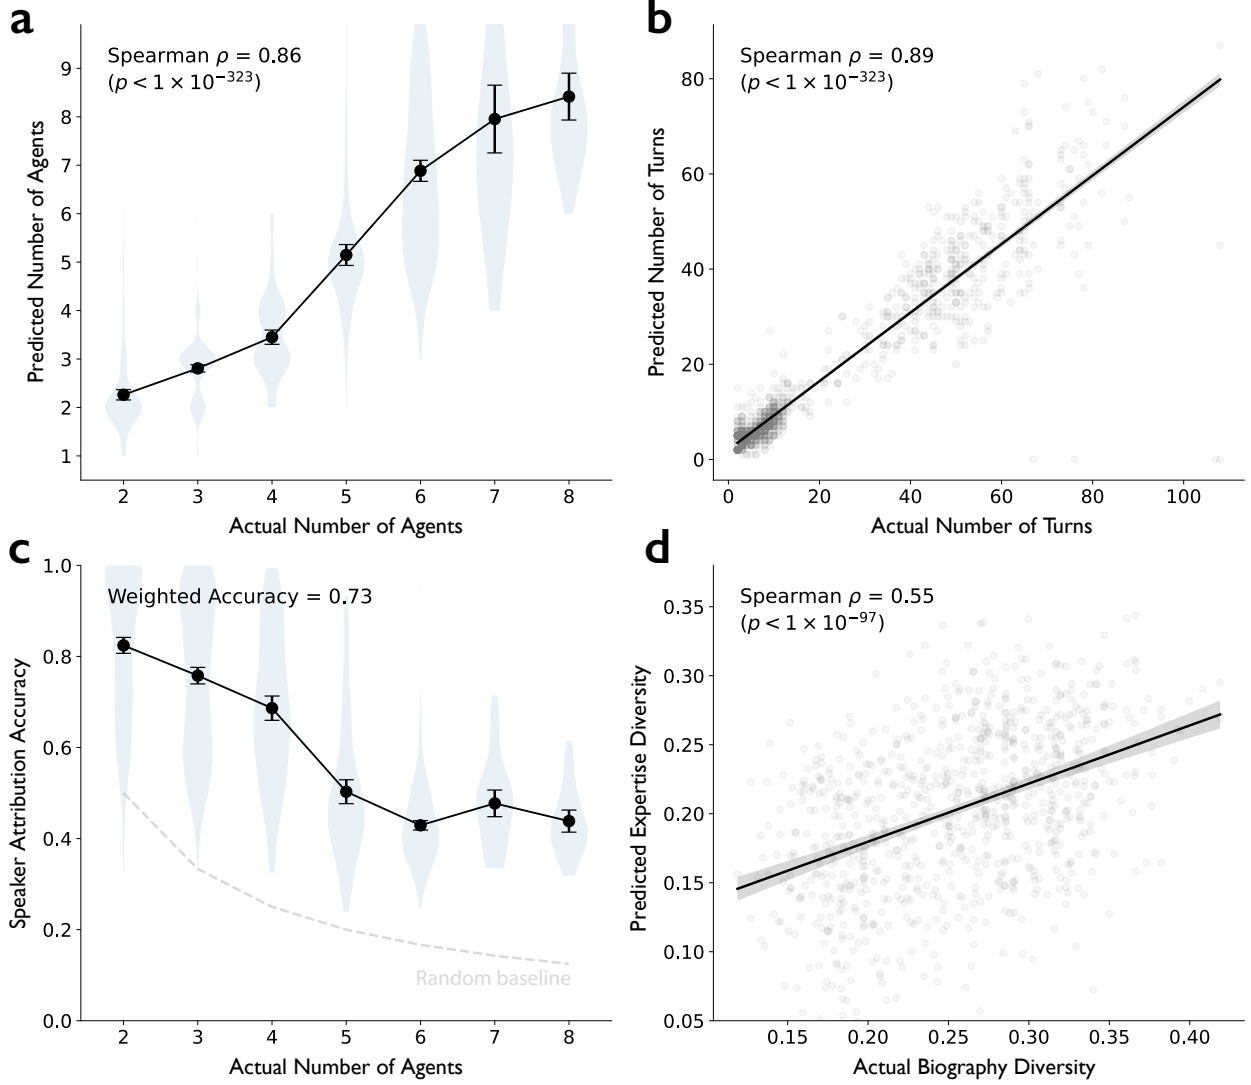 a
Spearman ρ = 0.86
(p < 1 × 10⁻³²³)
9
8
7
6
5
4
3
2
1
Predicted Number of Agents
2 3 4 5 6 7 8
Actual Number of Agents
b
Spearman ρ = 0.89
(p < 1 × 10⁻³²³)
80
60
40
20
0
Predicted Number of Turns
0 20 40 60 80 100
Actual Number of Turns
c
Weighted Accuracy = 0.73
1.0
0.8
0.6
0.4
0.2
0.0
Speaker Attribution Accuracy
Random baseline
2 3 4 5 6 7 8
Actual Number of Agents
d
Spearman ρ = 0.55
(p < 1 × 10⁻⁹⁷)
0.35
0.30
0.25
0.20
0.15
0.10
0.05
Predicted Expertise Diversity
0.15 0.20 0.25 0.30 0.35 0.40
Actual Biography Diversity